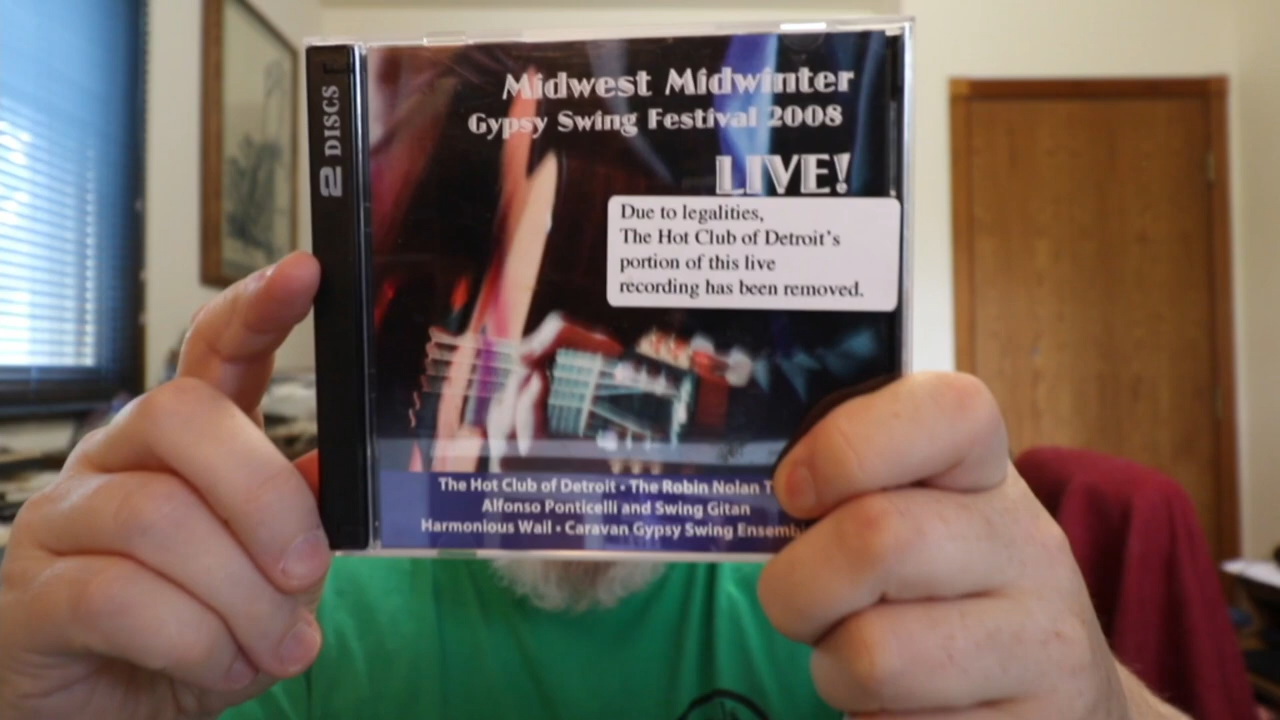 2 DISCS
Midwest Midwinter
Gypsy Swing Festival 2008
LIVE!
Due to legalities,
The Hot Club of Detroit's
portion of this live
recording has been removed.
The Hot Club of Detroit • The Robin Nolan
Alfonso Ponticelli and Swing Gitan
Harmonious Wail • Caravan Gypsy Swing